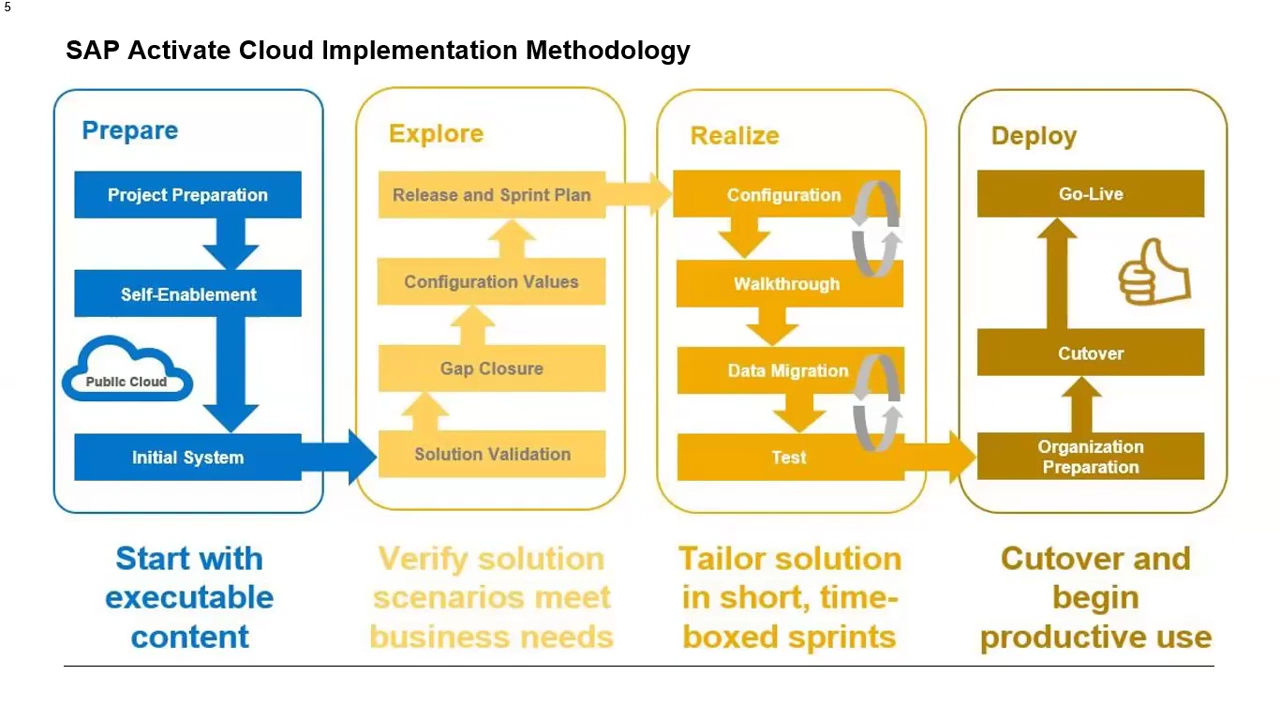 5
SAP Activate Cloud Implementation Methodology
Prepare
Project Preparation
Self-Enablement
Public Cloud
Initial System
Start with
executable
content
Explore
Release and Sprint Plan
Configuration Values
Gap Closure
Solution Validation
Verify solution
scenarios meet
business needs
Realize
Configuration
Walkthrough
Data Migration
Test
Tailor solution
in short, time-
boxed sprints
Deploy
Go-Live
Cutover
Organization
Preparation
Cutover and
begin
productive use